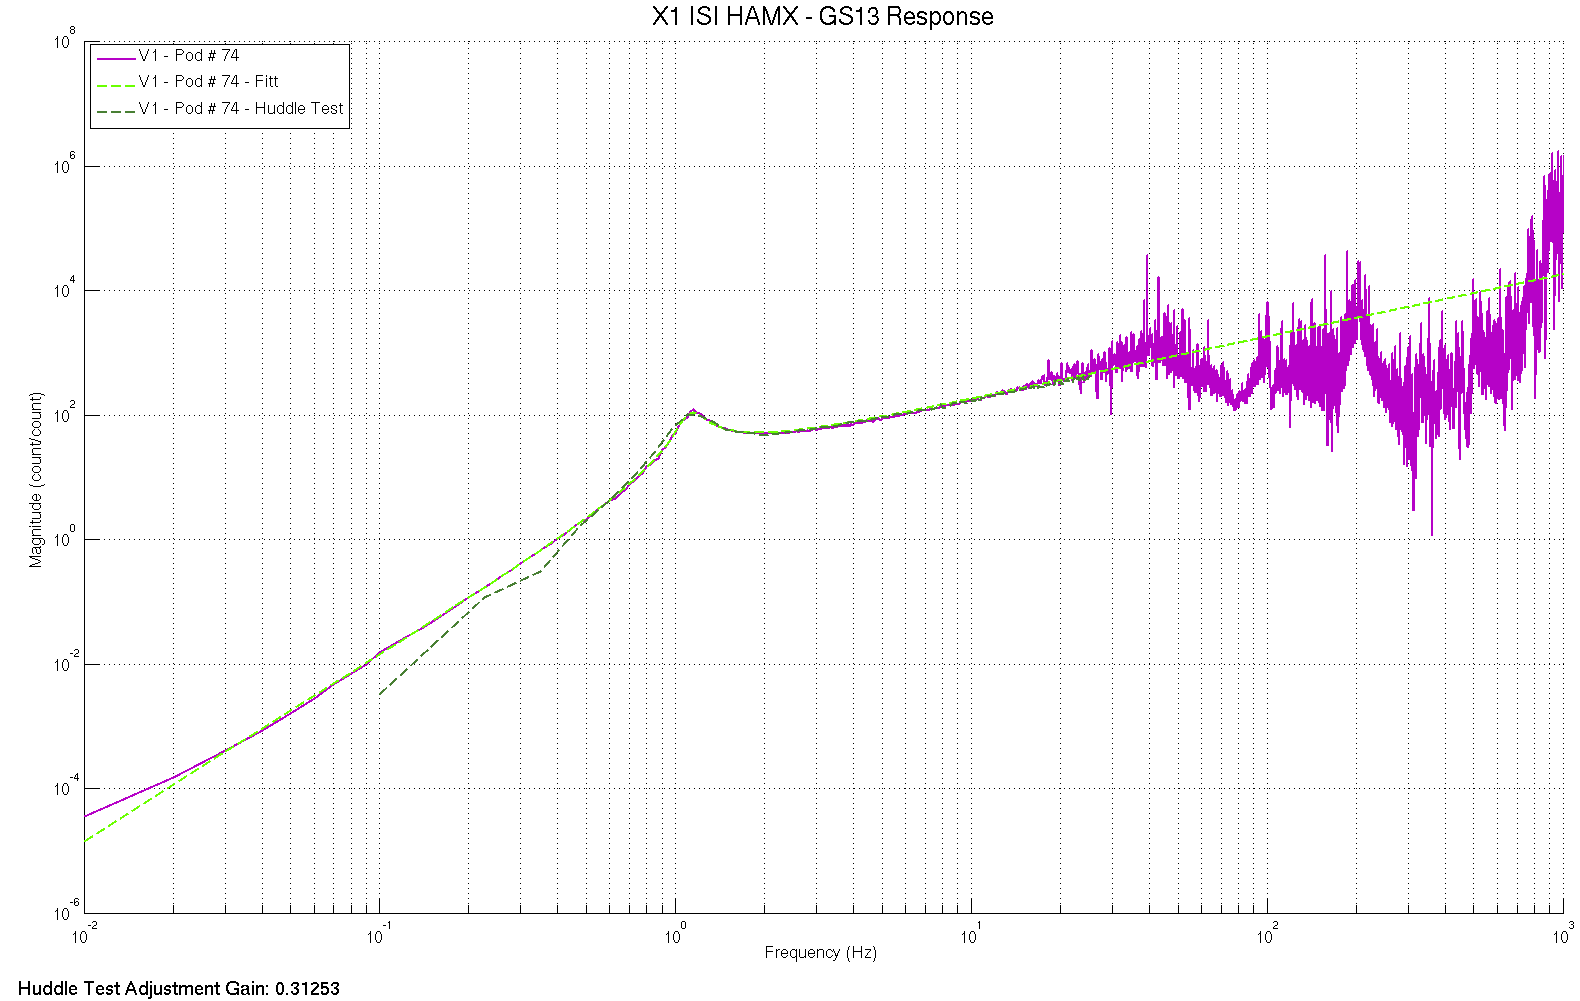 X1 ISI HAMX - GS13 Response
V1 - Pod # 74
V1 - Pod # 74 - Fitt
V1 - Pod # 74 - Huddle Test
Magnitude (count/count)
10^8
10^6
10^4
10^2
10^0
10^-2
10^-4
10^-6
10^-2
10^-1
10^0
10^1
10^2
10^3
Frequency (Hz)
Huddle Test Adjustment Gain: 0.31253